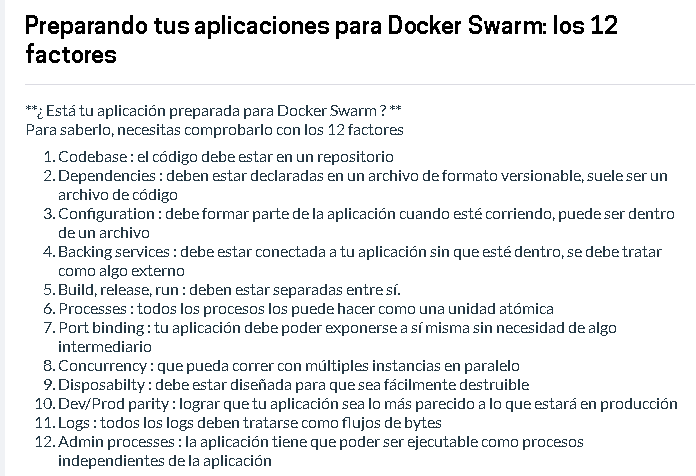 Preparando tus aplicaciones para Docker Swarm: los 12
factores
**¿ Está tu aplicación preparada para Docker Swarm ? **
Para saberlo, necesitas comprobarlo con los 12 factores
1. Codebase : el código debe estar en un repositorio
2. Dependencies : deben estar declaradas en un archivo de formato versionable, suele ser un
archivo de código
3. Configuration : debe formar parte de la aplicación cuando esté corriendo, puede ser dentro
de un archivo
4. Backing services : debe estar conectada a tu aplicación sin que esté dentro, se debe tratar
como algo externo
5. Build, release, run : deben estar separadas entre sí.
6. Processes : todos los procesos los puede hacer como una unidad atómica
7. Port binding : tu aplicación debe poder exponerse a sí misma sin necesidad de algo
intermediario
8. Concurrency : que pueda correr con múltiples instancias en paralelo
9. Disposabilty : debe estar diseñada para que sea fácilmente destruible
10. Dev/Prod parity : lograr que tu aplicación sea lo más parecido a lo que estará en producción
11. Logs : todos los logs deben tratarse como flujos de bytes
12. Admin processes : la aplicación tiene que poder ser ejecutable como procesos
independientes de la aplicación